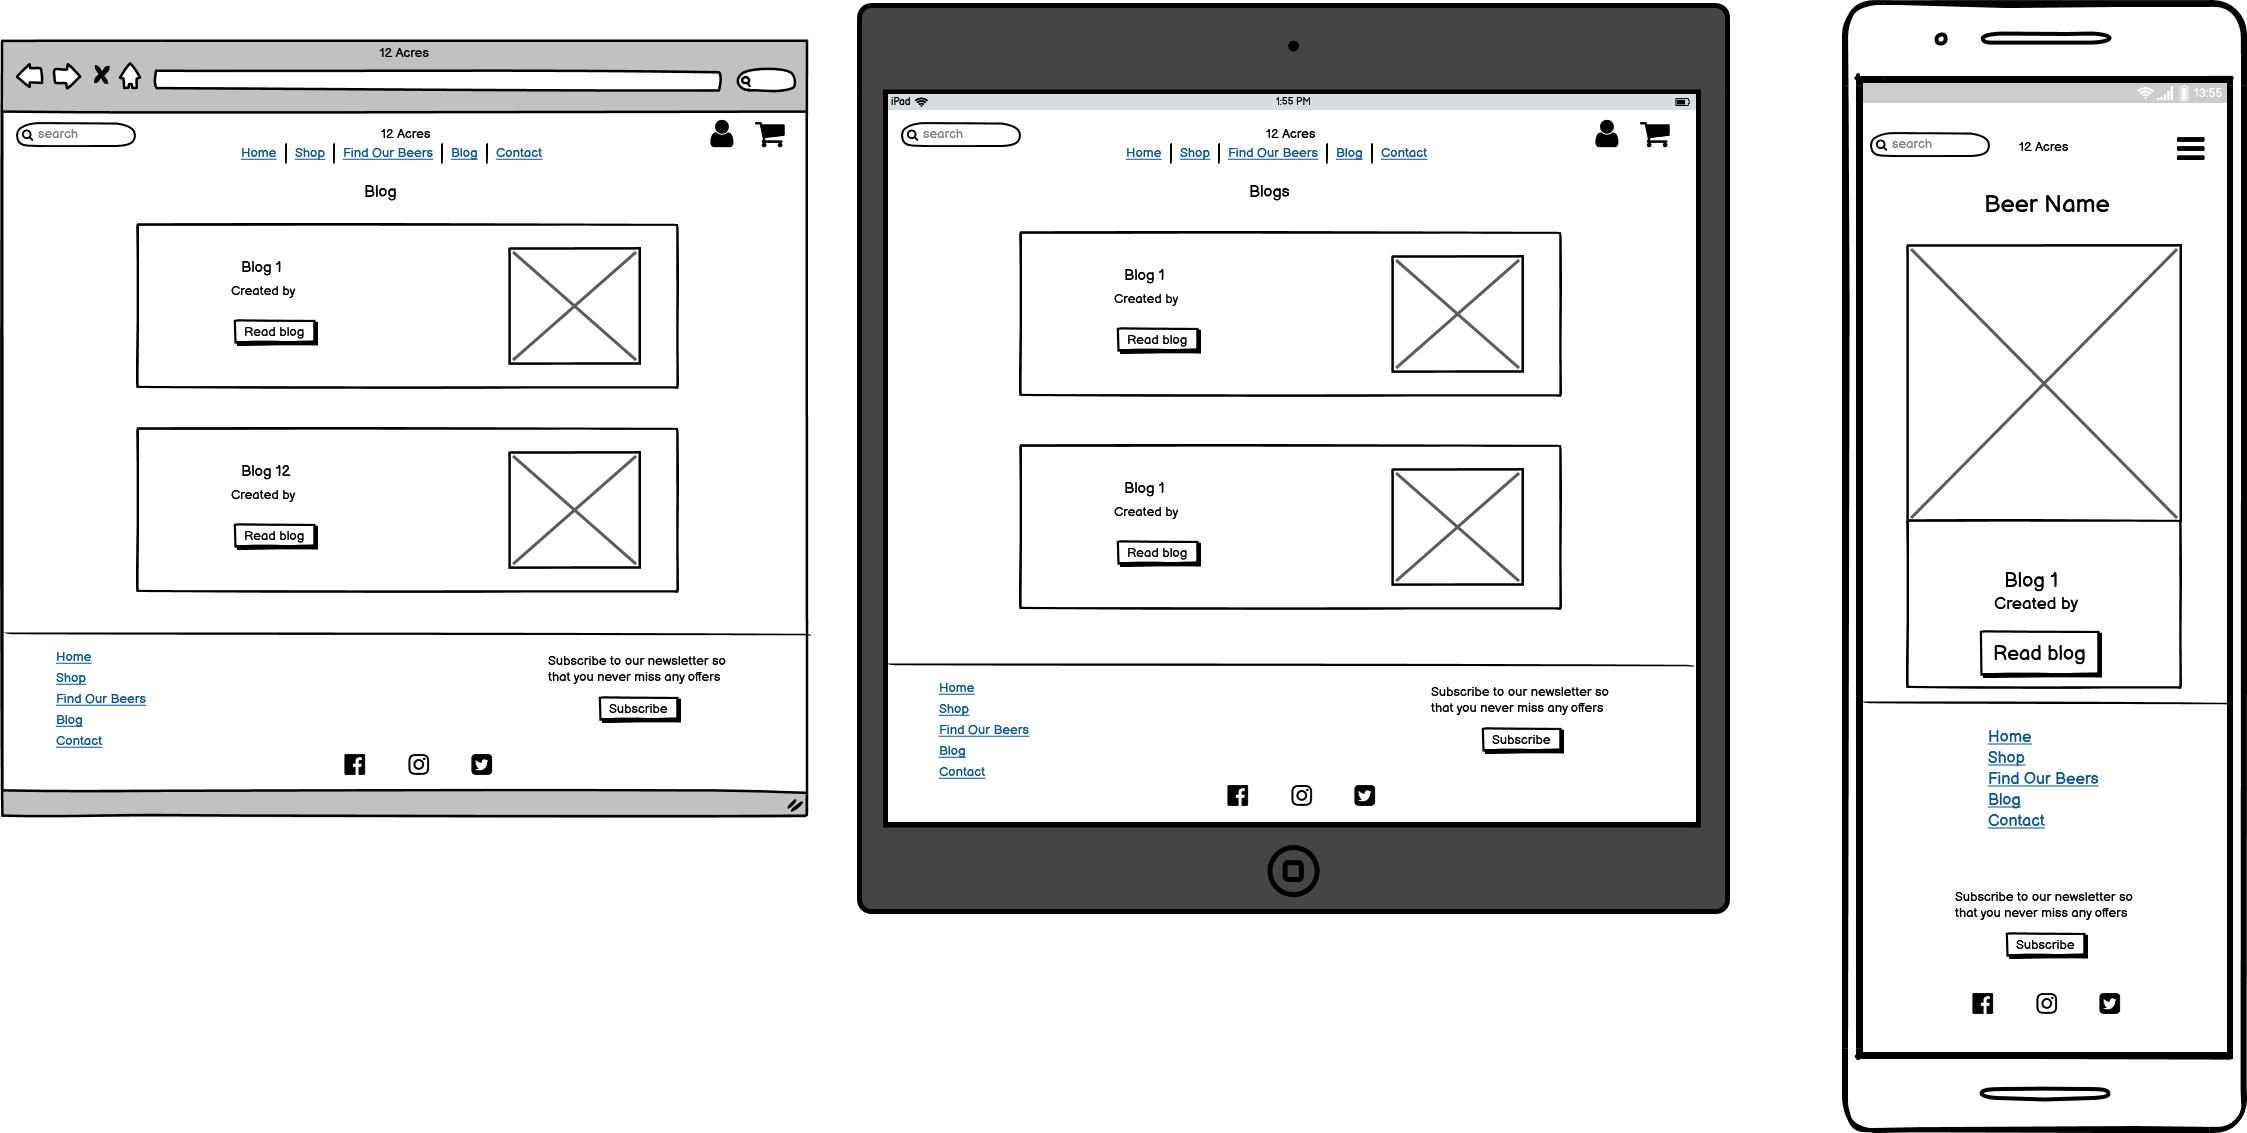 12 Acres
search
12 Acres
Home Shop Find Our Beers Blog Contact
Blog
Blog 1
Created by
Read blog
Blog 12
Created by
Read blog
Home
Shop
Find Our Beers
Blog
Contact
Subscribe to our newsletter so
that you never miss any offers
Subscribe
iPad 1:55 PM
search
12 Acres
Home Shop Find Our Beers Blog Contact
Blogs
Blog 1
Created by
Read blog
Blog 1
Created by
Read blog
Home
Shop
Find Our Beers
Blog
Contact
Subscribe to our newsletter so
that you never miss any offers
Subscribe
13:55
search
12 Acres
Beer Name
Blog 1
Created by
Read blog
Home
Shop
Find Our Beers
Blog
Contact
Subscribe to our newsletter so
that you never miss any offers
Subscribe